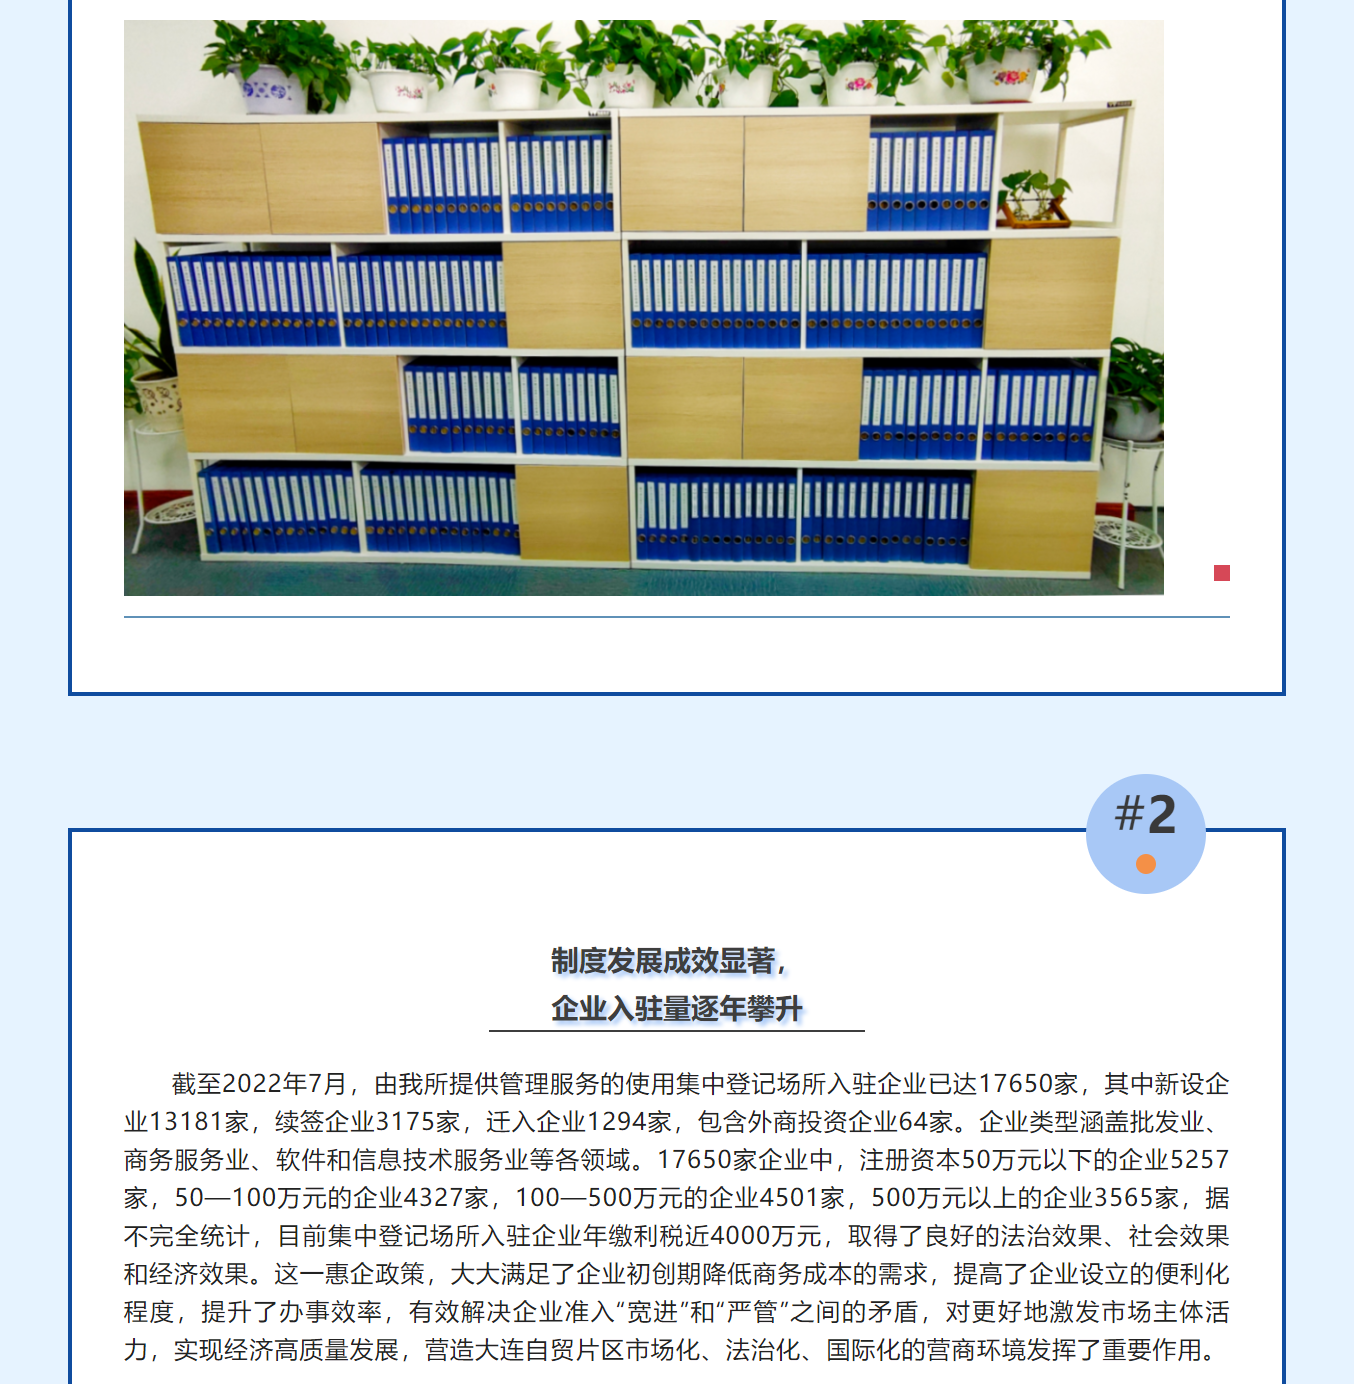 #2
制度发展成效显著，
企业入驻量逐年攀升
截至2022年7月，由我所提供管理服务的使用集中登记场所入驻企业已达17650家，其中新设企
业13181家，续签企业3175家，迁入企业1294家，包含外商投资企业64家。企业类型涵盖批发业、
商务服务业、软件和信息技术服务业等各领域。17650家企业中，注册资本50万元以下的企业5257
家，50—100万元的企业4327家，100—500万元的企业4501家，500万元以上的企业3565家，据
不完全统计，目前集中登记场所入驻企业年缴利税近4000万元，取得了良好的法治效果、社会效果
和经济效果。这一惠企政策，大大满足了企业初创期降低商务成本的需求，提高了企业设立的便利化
程度，提升了办事效率，有效解决企业准入“宽进”和“严管”之间的矛盾，对更好地激发市场主体活
力，实现经济高质量发展，营造大连自贸片区市场化、法治化、国际化的营商环境发挥了重要作用。